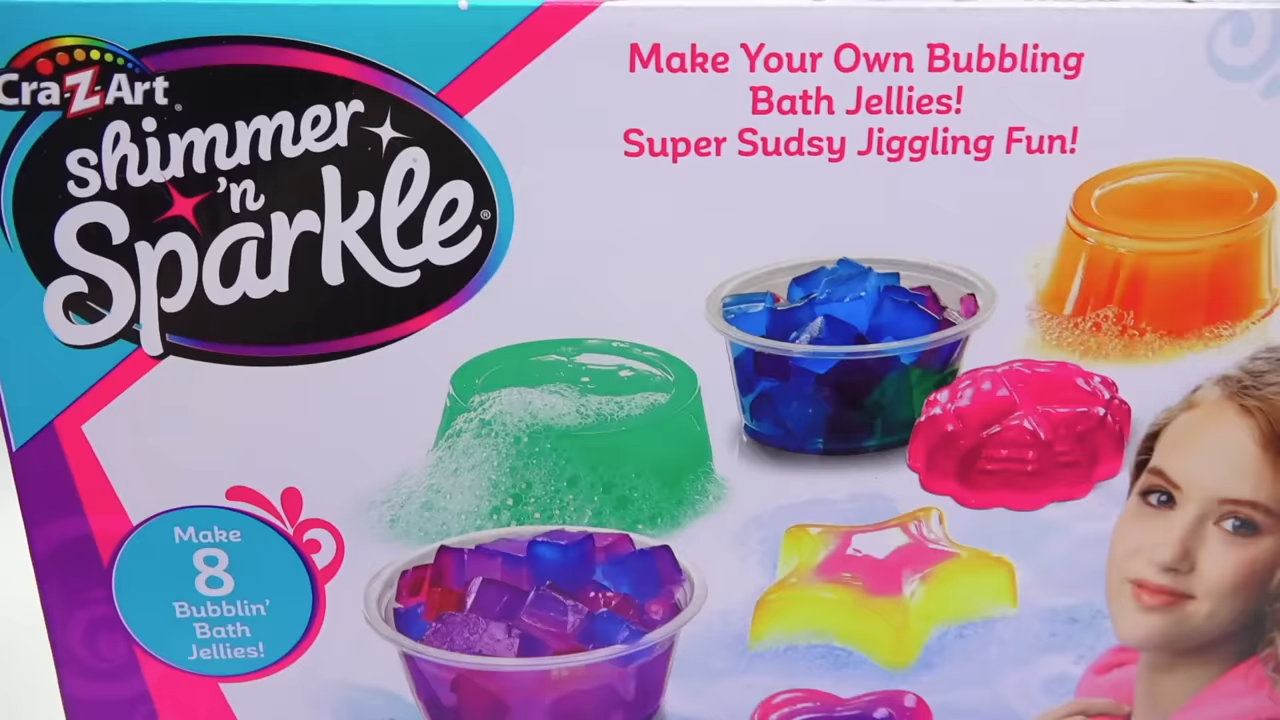 Cra-Z-Art
shimmer
'n
Sparkle®
Make Your Own Bubbling
Bath Jellies!
Super Sudsy Jiggling Fun!
Make
8
Bubblin'
Bath
Jellies!